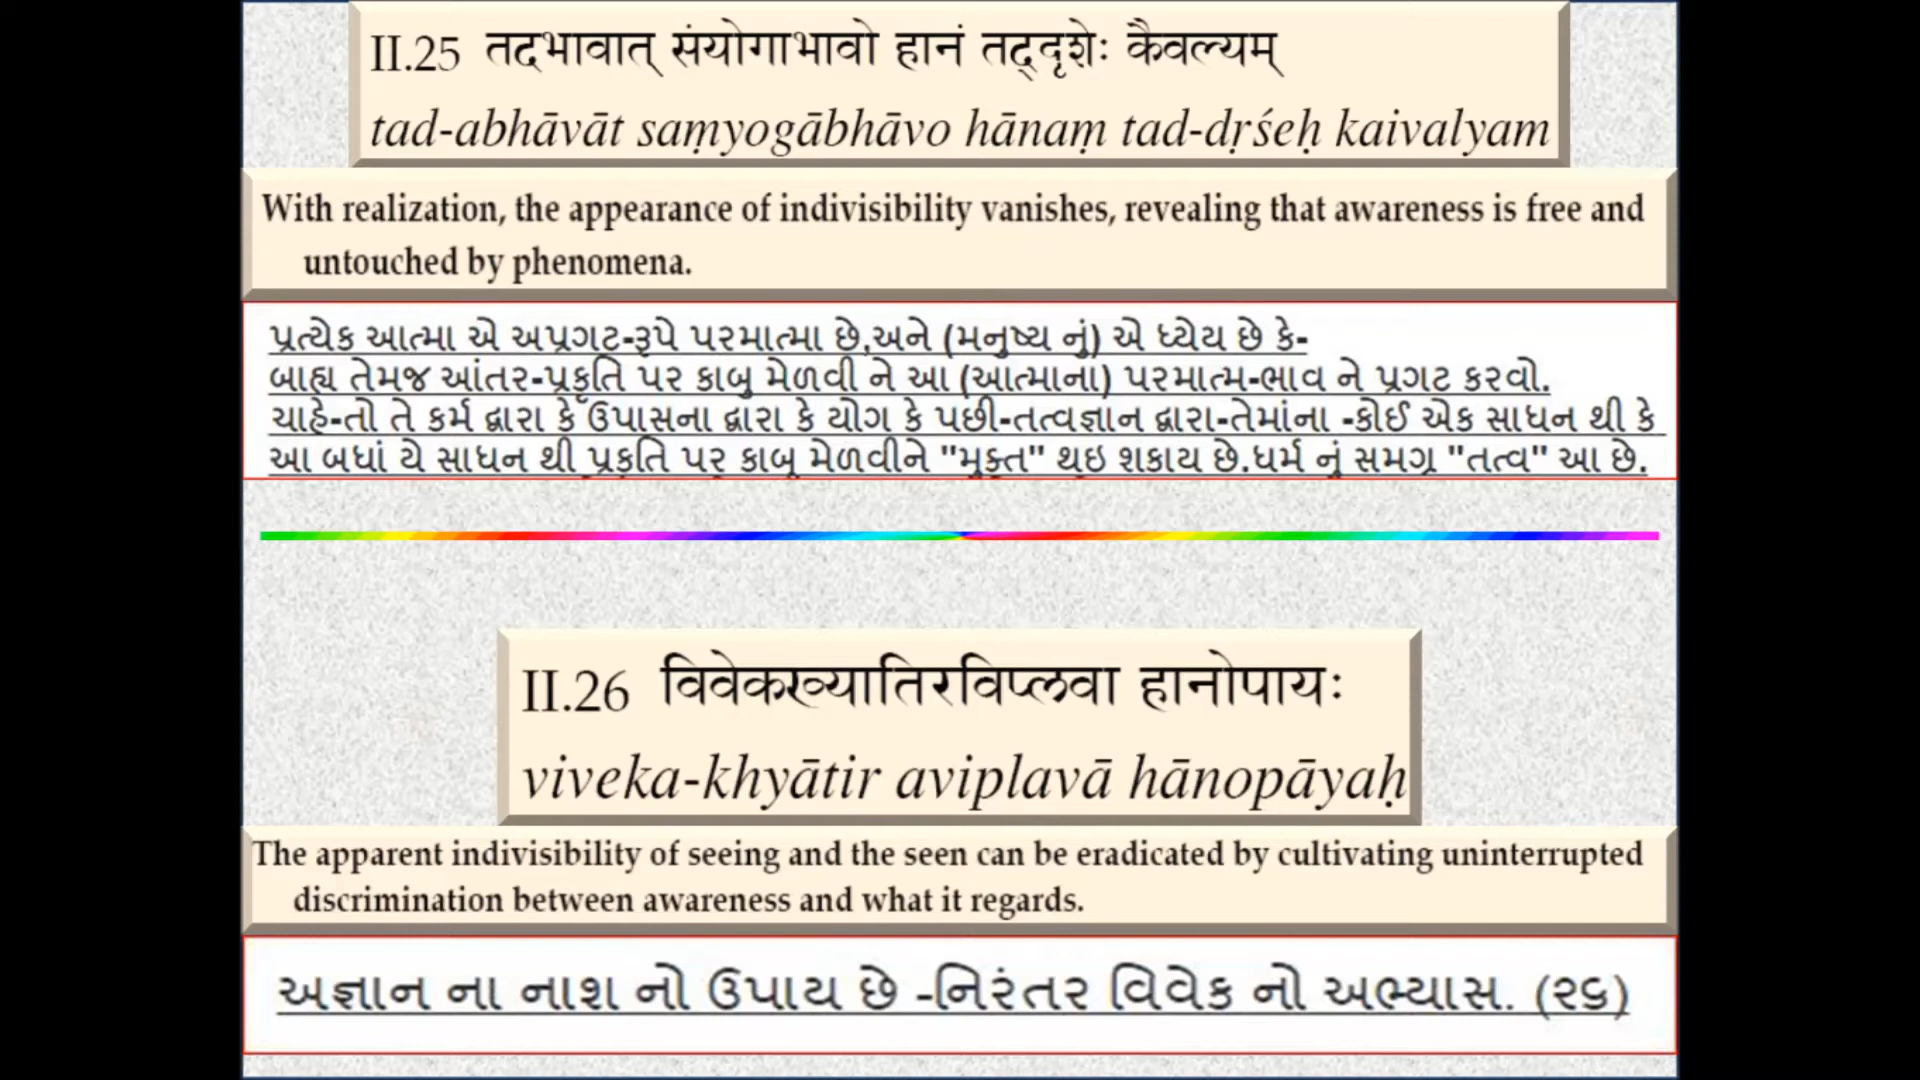 II.25 तदभावात् संयोगाभावो हानं तद्दृशेः कैवल्यम्
tad-abhāvāt saṃyogābhāvo hānaṃ tad-dṛśeḥ kaivalyam
With realization, the appearance of indivisibility vanishes, revealing that awareness is free and
untouched by phenomena.
પ્રત્યેક આત્મા એ અપ્રગટ-રૂપે પરમાત્મા છે,અને (મનુષ્ય નું) એ ધ્યેય છે કે-
બાહ્ય તેમજ આંતર-પ્રકૃતિ પર કાબુ મેળવી ને આ (આત્માના) પરમાત્મ-ભાવ ને પ્રગટ કરવો.
ચાહે-તો તે કર્મ દ્વારા કે ઉપાસના દ્વારા કે યોગ કે પછી-તત્વજ્ઞાન દ્વારા-તેમાંના -કોઈ એક સાધન થી કે
આ બધાં યે સાધન થી પ્રકૃતિ પર કાબૂ મેળવીને "મુક્ત" થઇ શકાય છે.ધર્મ નું સમગ્ર "તત્વ" આ છે.
II.26 विवेकख्यातिरविप्लवा हानोपायः
viveka-khyātir aviplavā hānopāyaḥ
The apparent indivisibility of seeing and the seen can be eradicated by cultivating uninterrupted
discrimination between awareness and what it regards.
અજ્ઞાન ના નાશ નો ઉપાય છે -નિરંતર વિવેક નો અભ્યાસ. (૨૬)